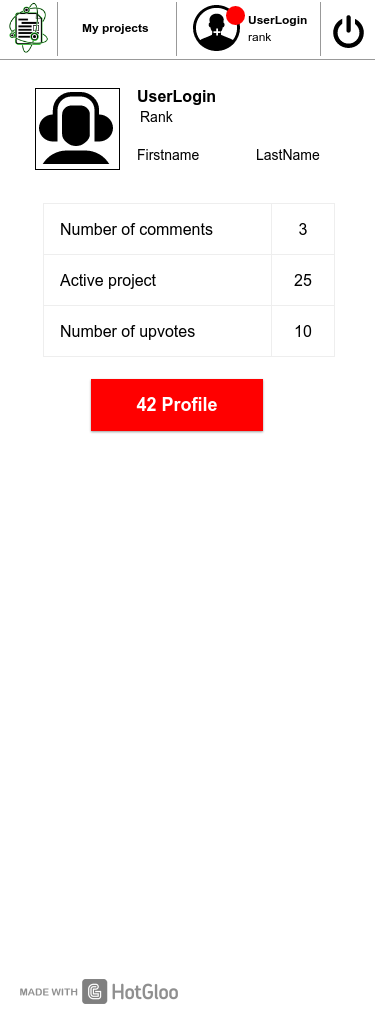 My projects
UserLogin
rank
UserLogin
Rank
Firstname LastName
Number of comments 3
Active project 25
Number of upvotes 10
42 Profile
MADE WITH HotGloo